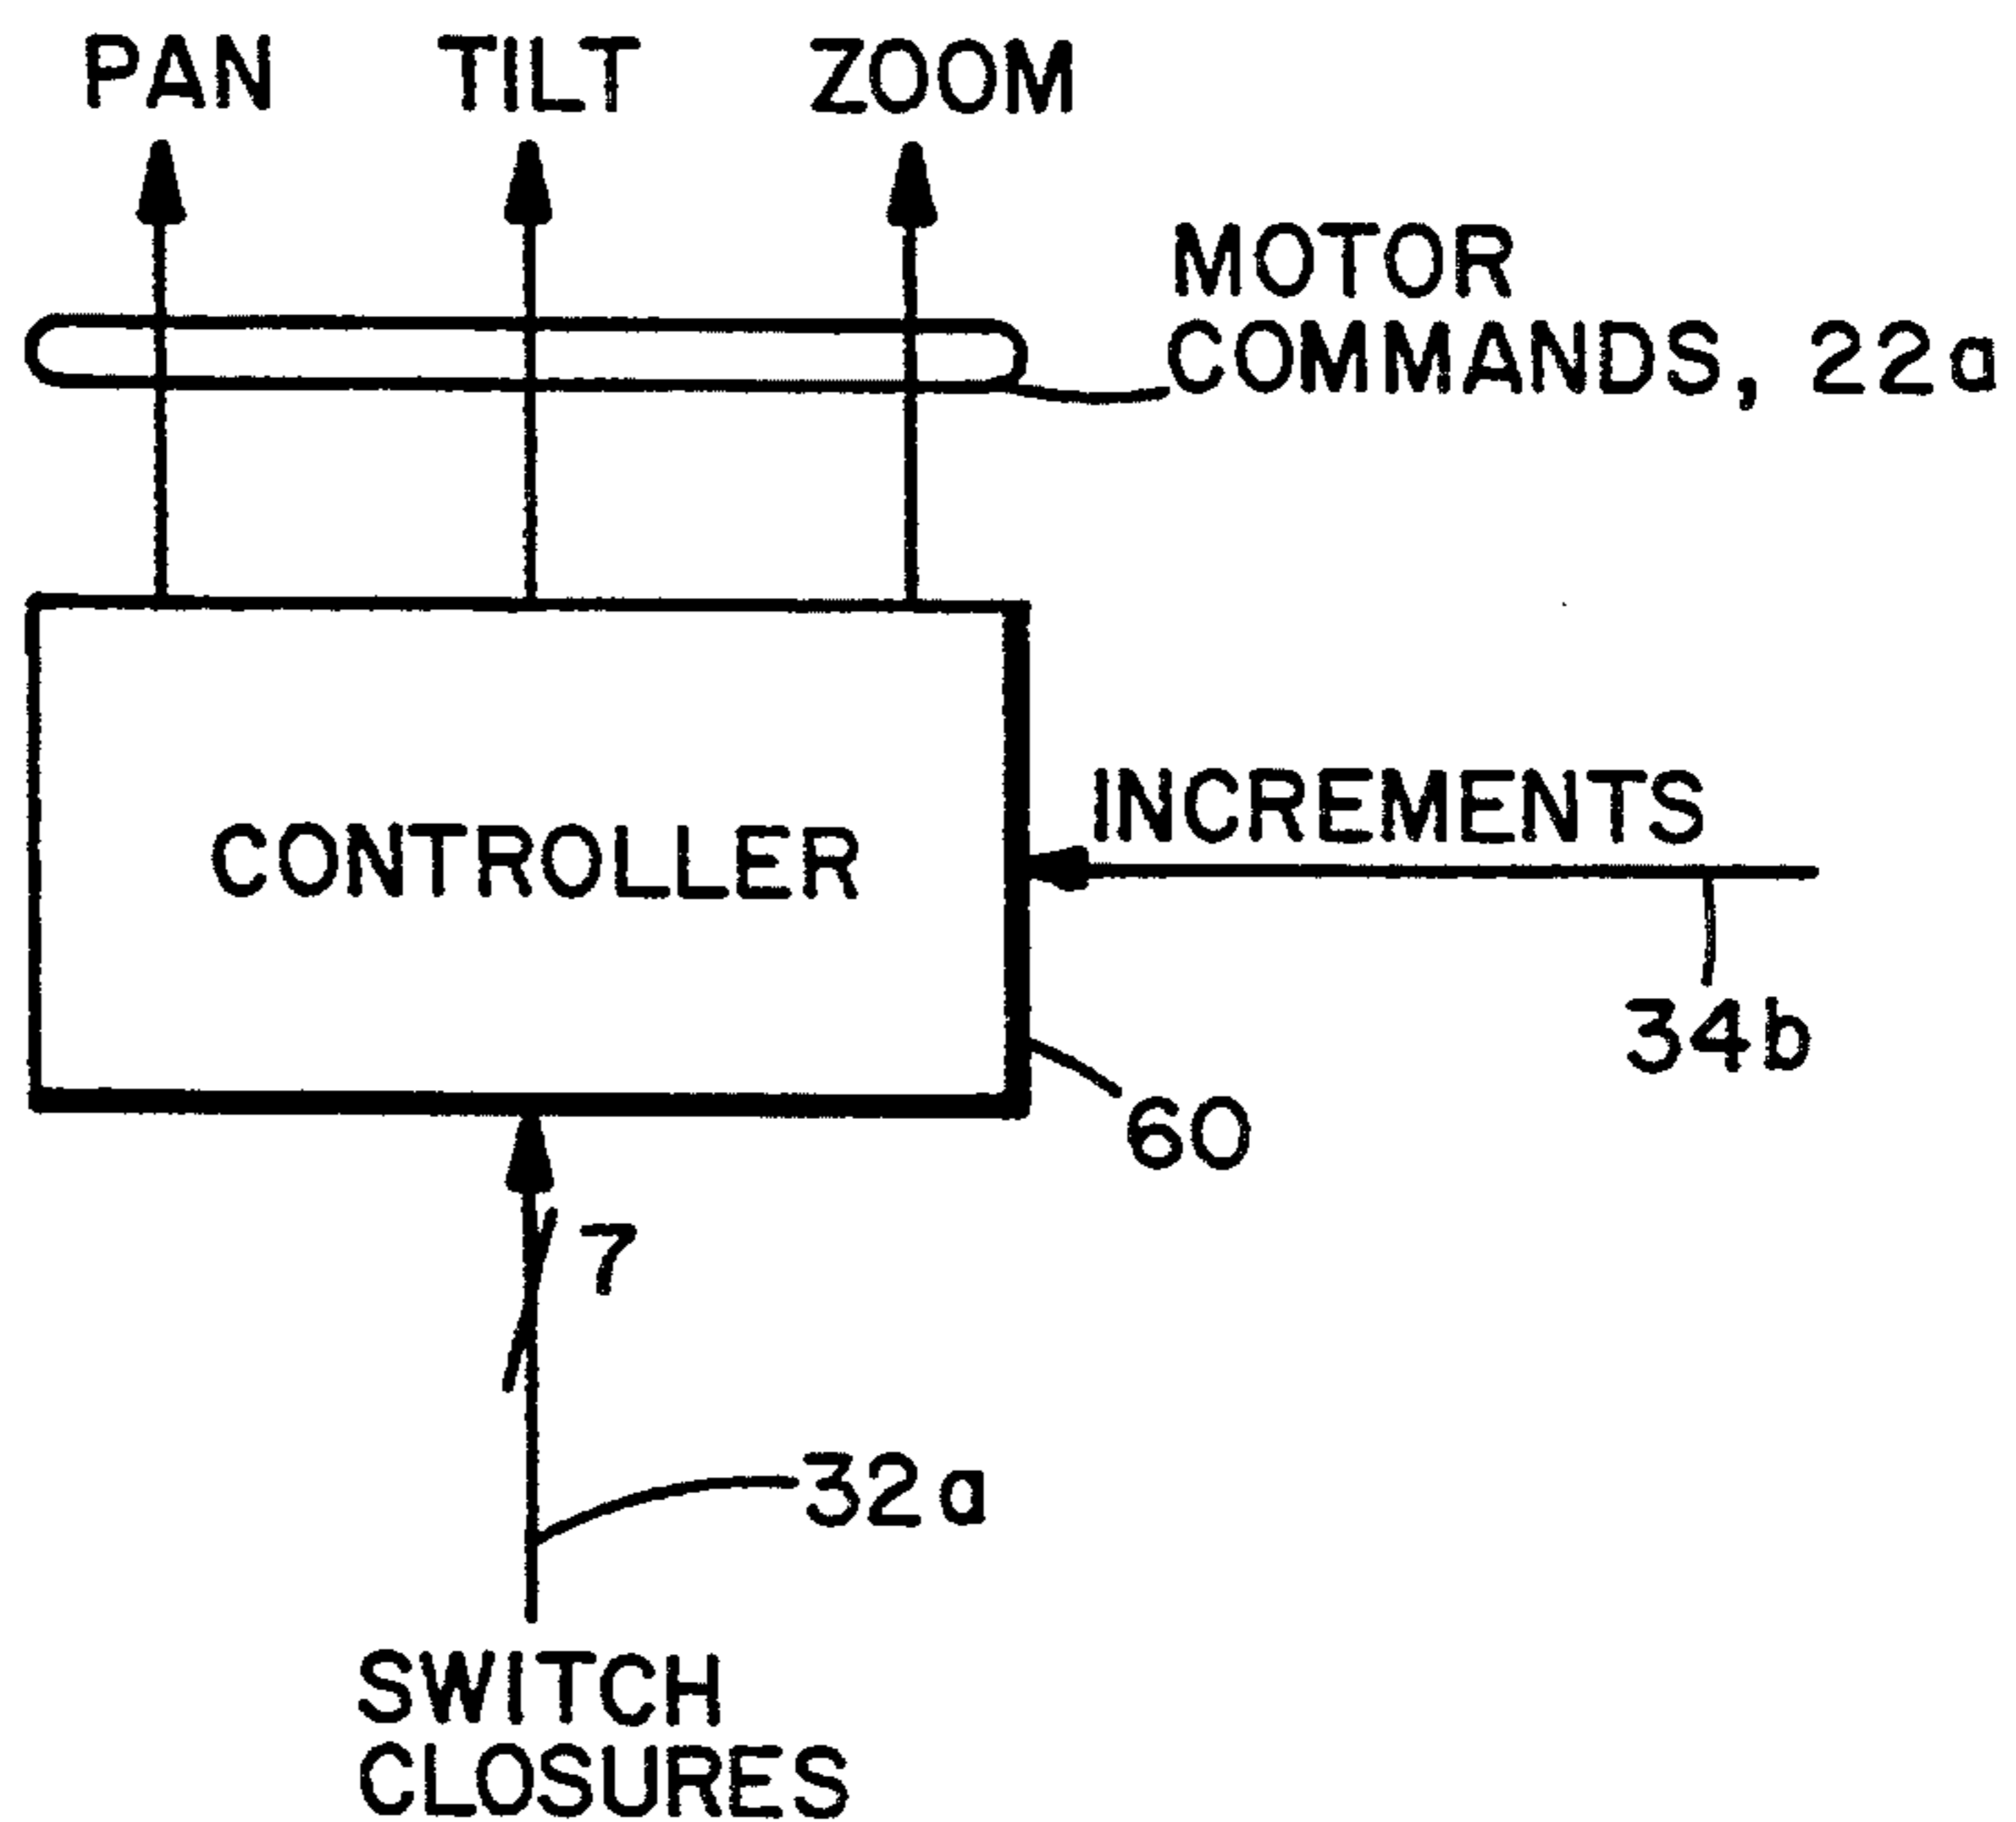 PAN TILT ZOOM
MOTOR
COMMANDS, 22a
INCREMENTS
CONTROLLER
34b
60
7
32a
SWITCH
CLOSURES